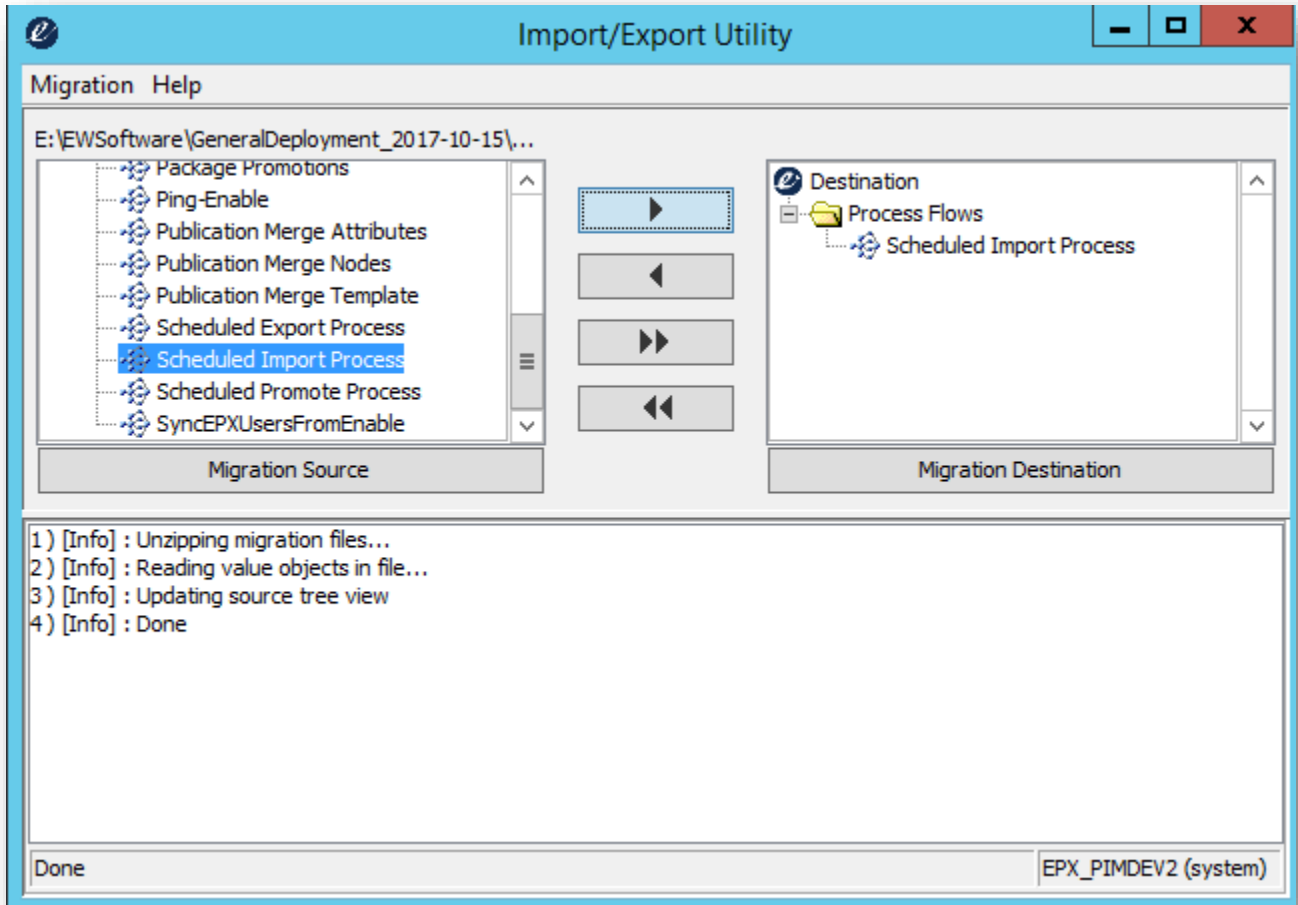 Import/Export Utility
Migration Help
E:\EWSoftware\GeneralDeployment_2017-10-15\...
Package Promotions
Ping-Enable
Publication Merge Attributes
Publication Merge Nodes
Publication Merge Template
Scheduled Export Process
Scheduled Import Process
Scheduled Promote Process
SyncEPXUsersFromEnable
Migration Source
Destination
Process Flows
Scheduled Import Process
Migration Destination
1 ) [Info] : Unzipping migration files...
2 ) [Info] : Reading value objects in file...
3 ) [Info] : Updating source tree view
4 ) [Info] : Done
Done
EPX_PIMDEV2 (system)